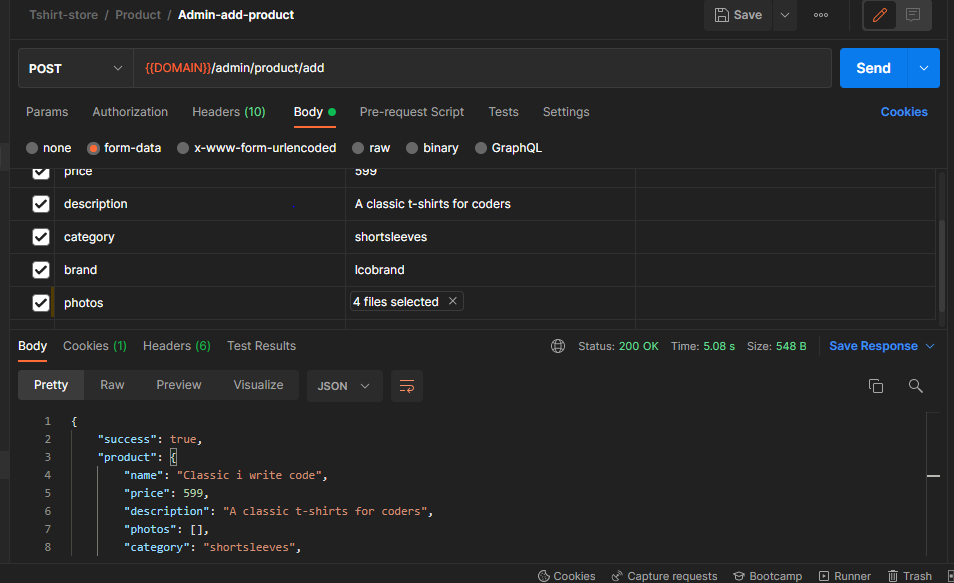 Tshirt-store / Product / Admin-add-product Save
POST {{DOMAIN}}/admin/product/add Send
Params Authorization Headers (10) Body Pre-request Script Tests Settings Cookies
none form-data x-www-form-urlencoded raw binary GraphQL
price 599
description A classic t-shirts for coders
category shortsleeves
brand lcobrand
photos 4 files selected
Body Cookies (1) Headers (6) Test Results Status: 200 OK Time: 5.08 s Size: 548 B Save Response
Pretty Raw Preview Visualize JSON
1 {
2 "success": true,
3 "product": {
4 "name": "Classic i write code",
5 "price": 599,
6 "description": "A classic t-shirts for coders",
7 "photos": [],
8 "category": "shortsleeves",
Cookies Capture requests Bootcamp Runner Trash